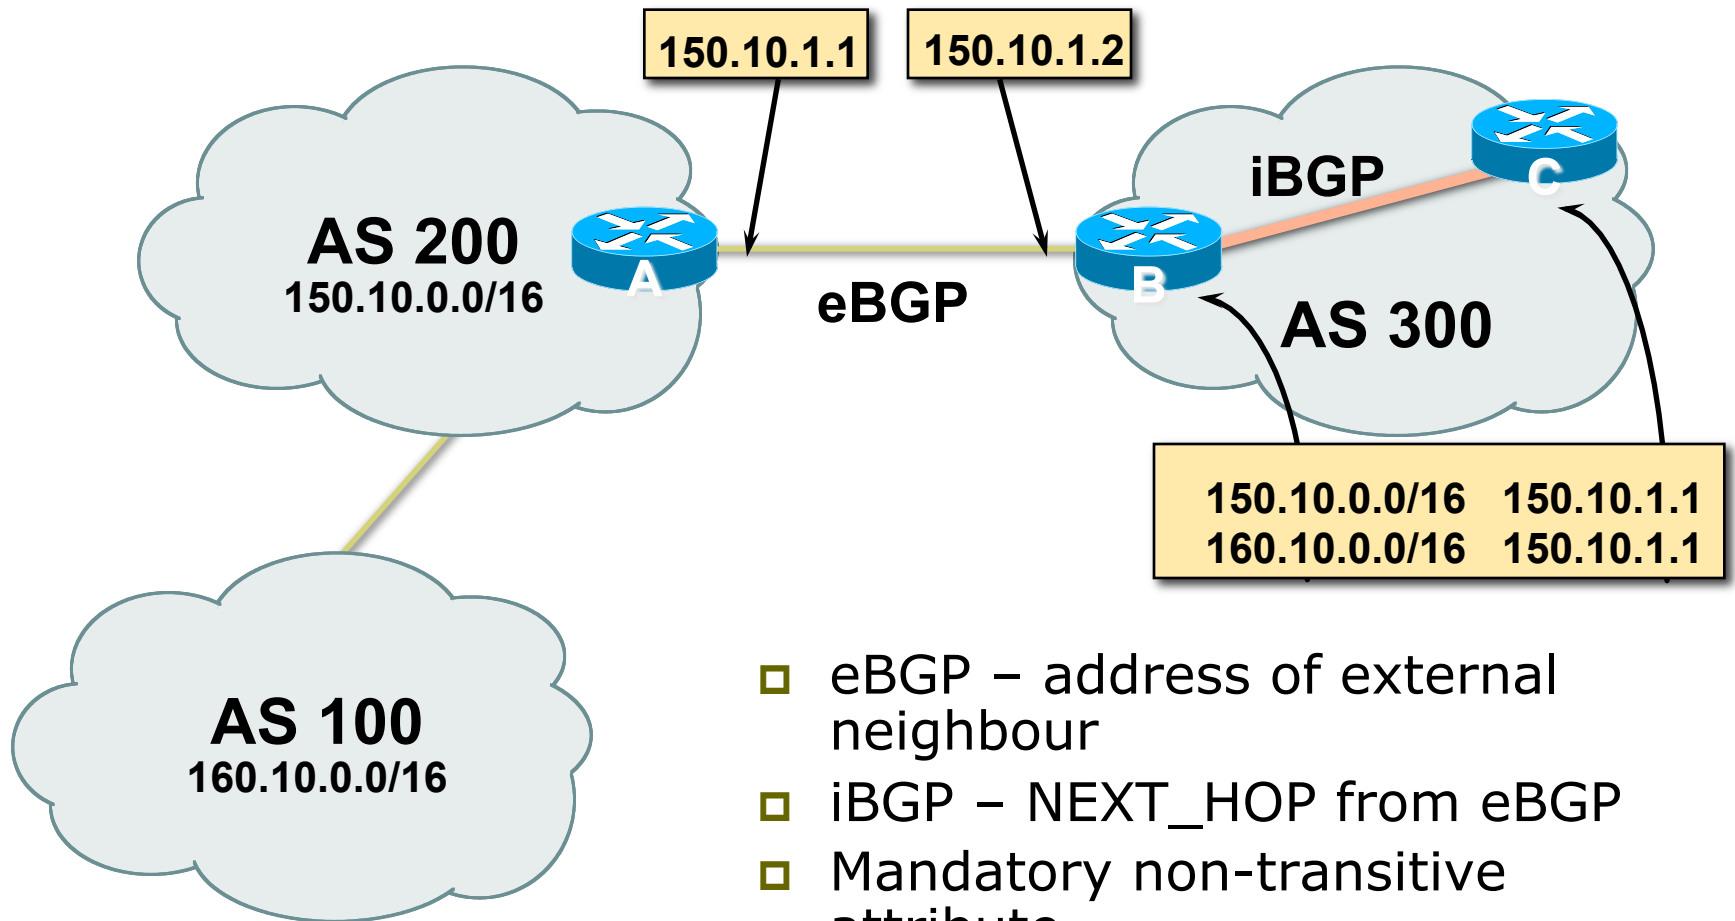 150.10.1.1
150.10.1.2
iBGP
C
AS 200
150.10.0.0/16
A
B
eBGP
AS 300
150.10.0.0/16 150.10.1.1
160.10.0.0/16 150.10.1.1
AS 100
160.10.0.0/16
eBGP – address of external
neighbour
iBGP – NEXT_HOP from eBGP
Mandatory non-transitive
attribute